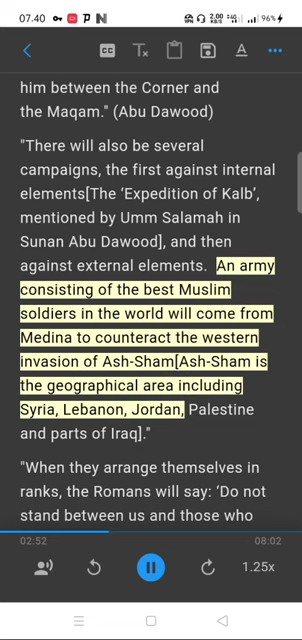 07.40
2.00
KB/S
4G
96%
CC
T
A
him between the Corner and
the Maqam." (Abu Dawood)
"There will also be several
campaigns, the first against internal
elements[The ‘Expedition of Kalb’,
mentioned by Umm Salamah in
Sunan Abu Dawood], and then
against external elements.  An army
consisting of the best Muslim
soldiers in the world will come from
Medina to counteract the western
invasion of Ash-Sham[Ash-Sham is
the geographical area including
Syria, Lebanon, Jordan, Palestine
and parts of Iraq]."
"When they arrange themselves in
ranks, the Romans will say: ‘Do not
stand between us and those who
02:52
08:02
1.25x